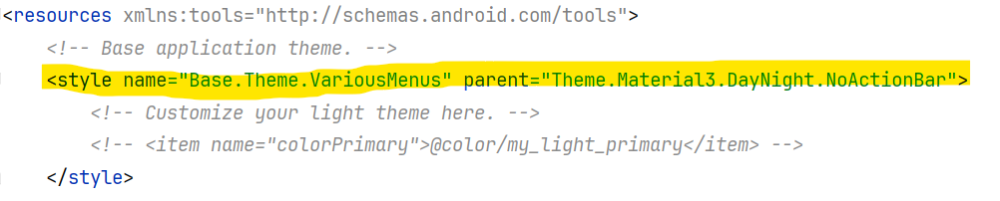 <resources xmlns:tools="http://schemas.android.com/tools">
<!-- Base application theme. -->
<style name="Base.Theme.VariousMenus" parent="Theme.Material3.DayNight.NoActionBar">
<!-- Customize your light theme here. -->
<!-- <item name="colorPrimary">@color/my_light_primary</item> -->
</style>